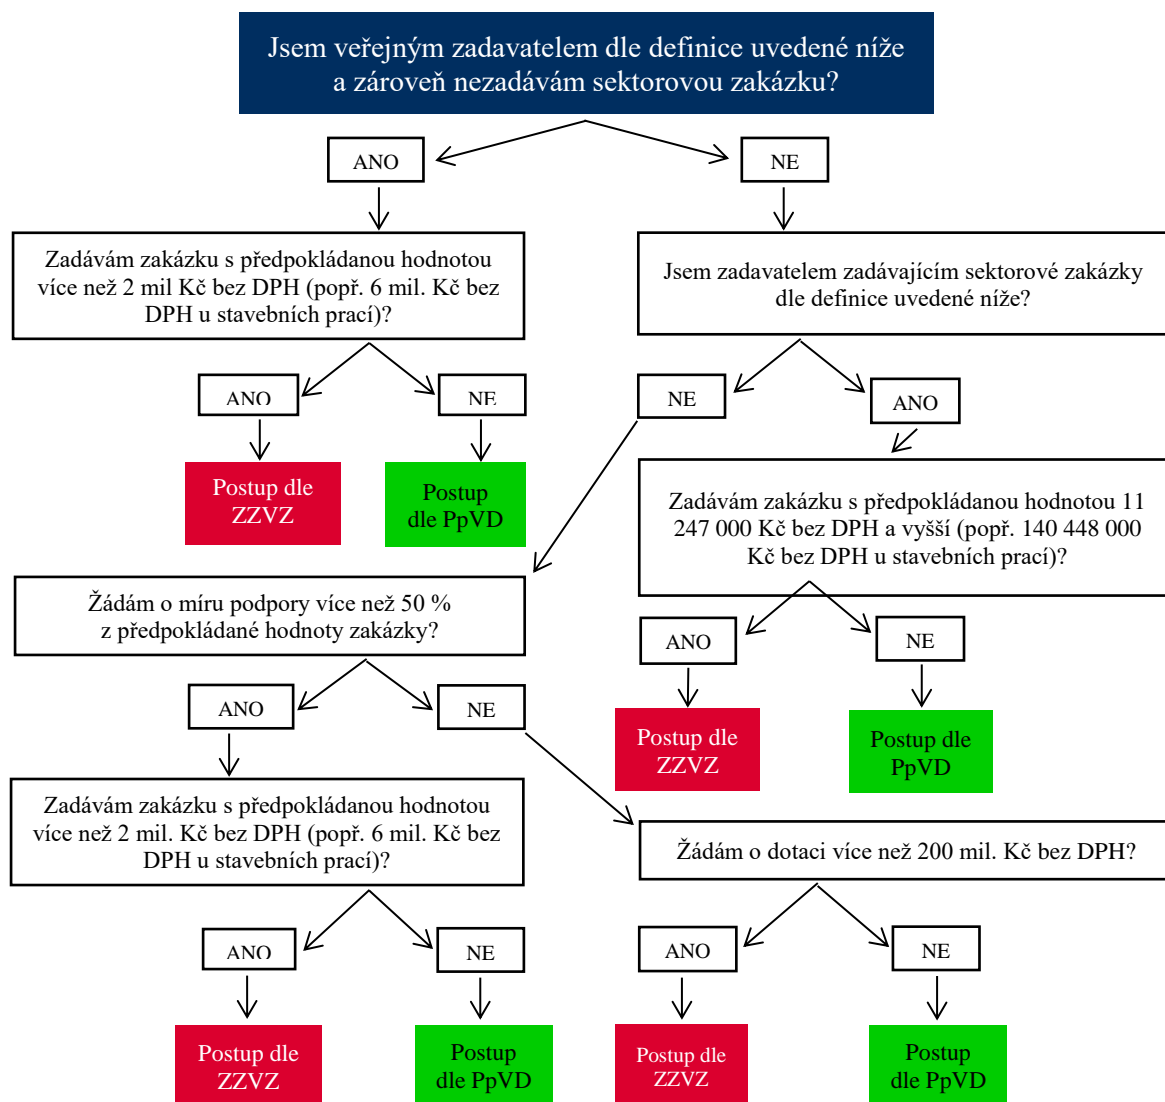 Jsem veřejným zadavatelem dle definice uvedené níže
a zároveň nezadávám sektorovou zakázku?
ANO
NE
Zadávám zakázku s předpokládanou hodnotou
více než 2 mil Kč bez DPH (popř. 6 mil. Kč bez
DPH u stavebních prací)?
Jsem zadavatelem zadávajícím sektorové zakázky
dle definice uvedené níže?
ANO
NE
NE
ANO
Postup dle
ZZVZ
Postup
dle PpVD
Zadávám zakázku s předpokládanou hodnotou 11
247 000 Kč bez DPH a vyšší (popř. 140 448 000
Kč bez DPH u stavebních prací)?
Žádám o míru podpory více než 50 %
z předpokládané hodnoty zakázky?
ANO
NE
ANO
NE
Postup dle
ZZVZ
Postup dle
PpVD
Zadávám zakázku s předpokládanou hodnotou
více než 2 mil. Kč bez DPH (popř. 6 mil. Kč bez
DPH u stavebních prací)?
Žádám o dotaci více než 200 mil. Kč bez DPH?
ANO
NE
ANO
NE
Postup dle
ZZVZ
Postup
dle PpVD
Postup dle
ZZVZ
Postup
dle PpVD